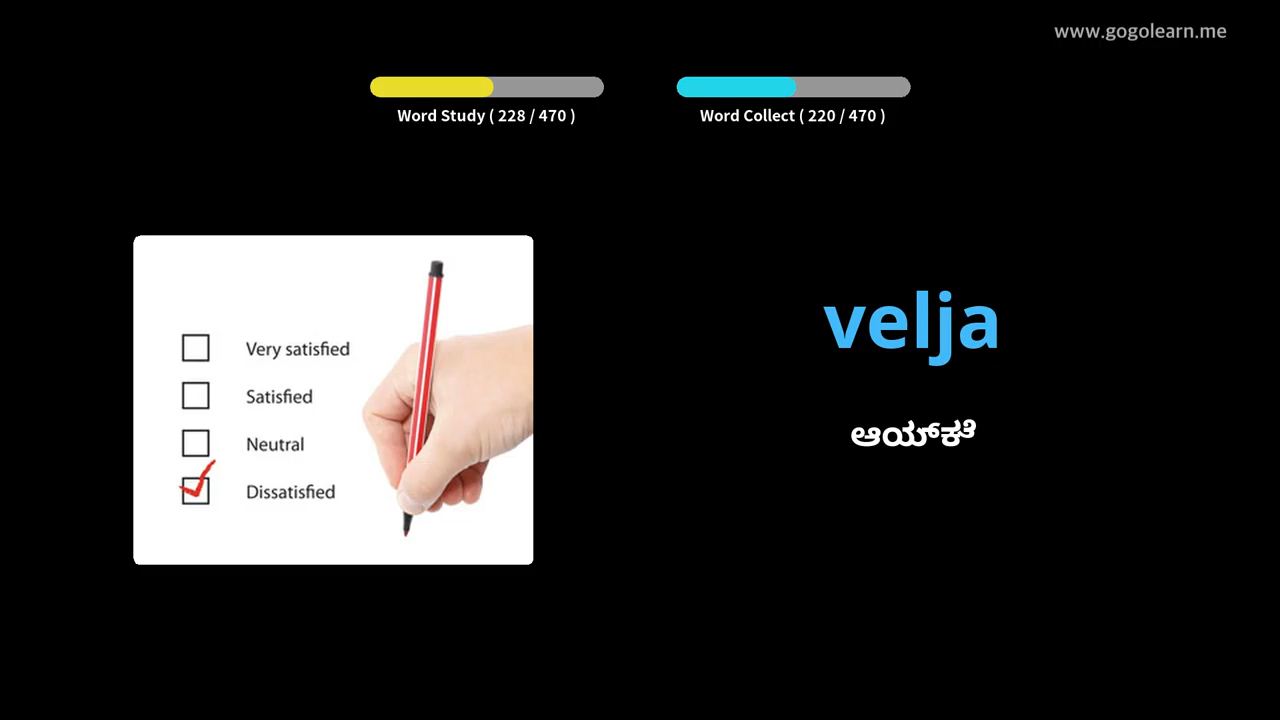 www.gogolearn.me
Word Study ( 228 / 470 )
Word Collect ( 220 / 470 )
Very satisfied
Satisfied
Neutral
Dissatisfied
velja
ಆಯ್ಕೆ